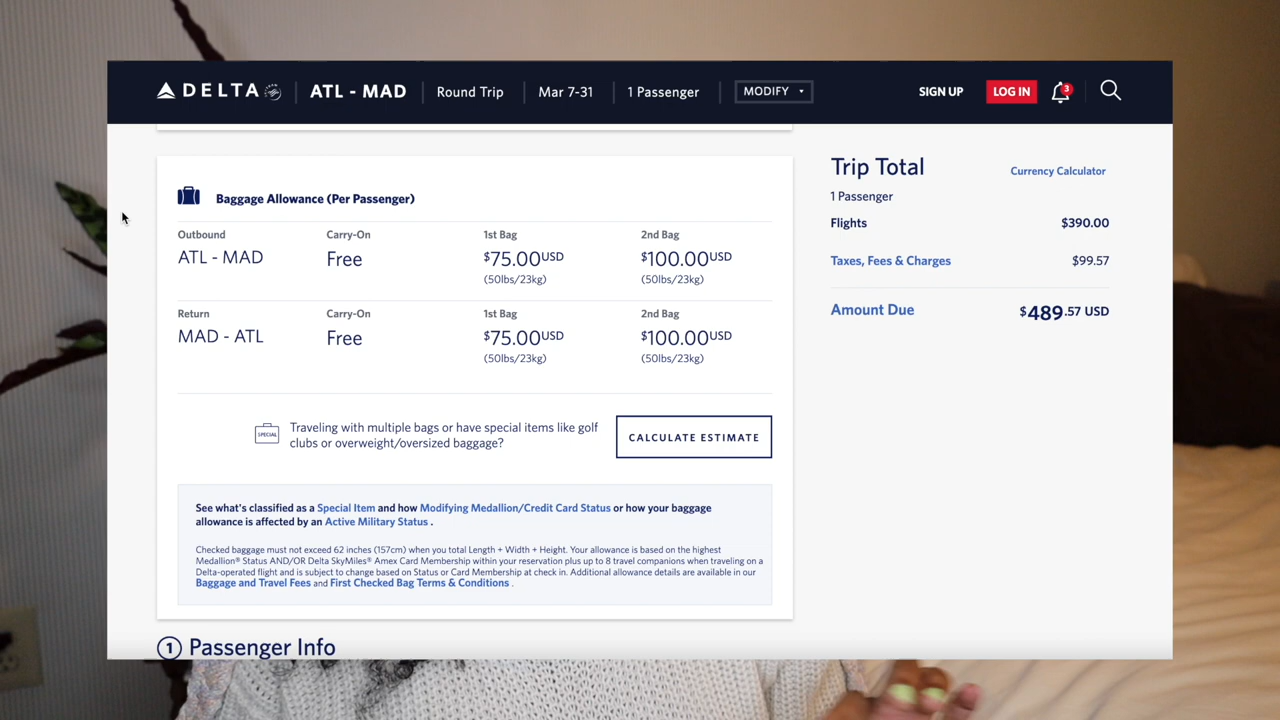 DELTA
ATL - MAD
Round Trip
Mar 7-31
1 Passenger
MODIFY
SIGN UP
LOG IN
3
Baggage Allowance (Per Passenger)
Outbound Carry-On 1st Bag 2nd Bag
ATL - MAD Free $75.00USD $100.00USD
(50lbs/23kg) (50lbs/23kg)
Return Carry-On 1st Bag 2nd Bag
MAD - ATL Free $75.00USD $100.00USD
(50lbs/23kg) (50lbs/23kg)
SPECIAL
Traveling with multiple bags or have special items like golf
clubs or overweight/oversized baggage?
CALCULATE ESTIMATE
See what's classified as a Special Item and how Modifying Medallion/Credit Card Status or how your baggage
allowance is affected by an Active Military Status .
Checked baggage must not exceed 62 inches (157cm) when you total Length + Width + Height. Your allowance is based on the highest
Medallion® Status AND/OR Delta SkyMiles® Amex Card Membership within your reservation plus up to 8 travel companions when traveling on a
Delta-operated flight and is subject to change based on Status or Card Membership at check in. Additional allowance details are available in our
Baggage and Travel Fees and First Checked Bag Terms & Conditions .
1 Passenger Info
Trip Total
Currency Calculator
1 Passenger
Flights $390.00
Taxes, Fees & Charges $99.57
Amount Due $489.57 USD